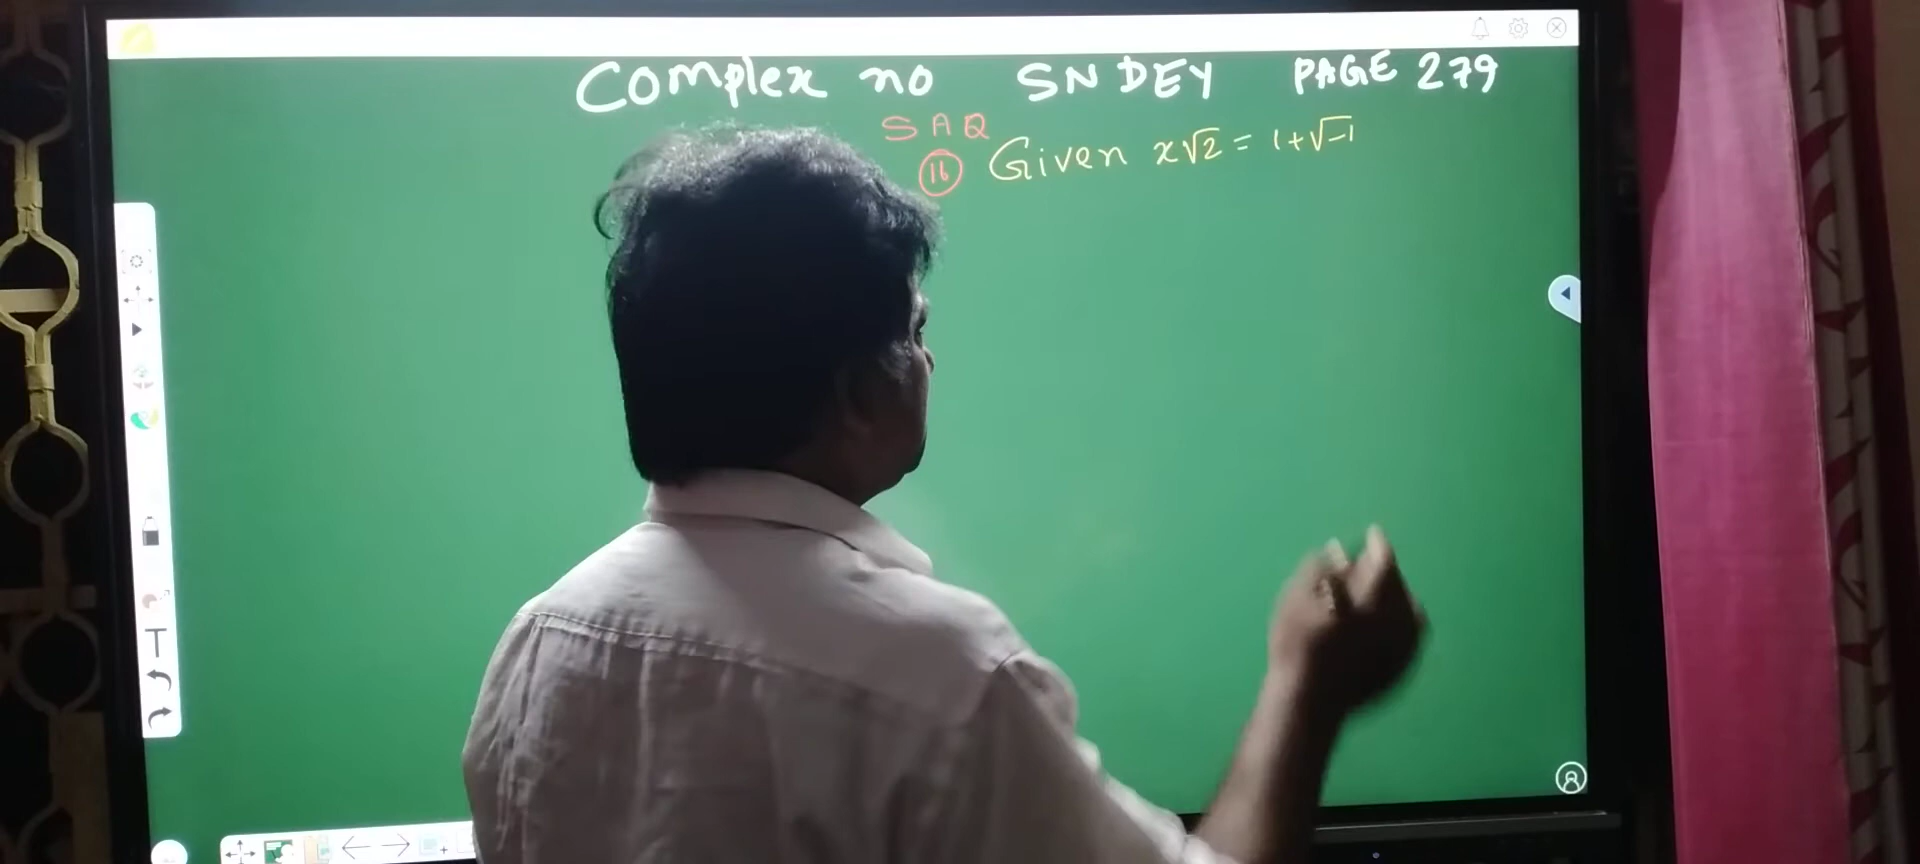 Complex no SN DEY PAGE 279
SAQ
16 Given x√2 = 1+√-1
T